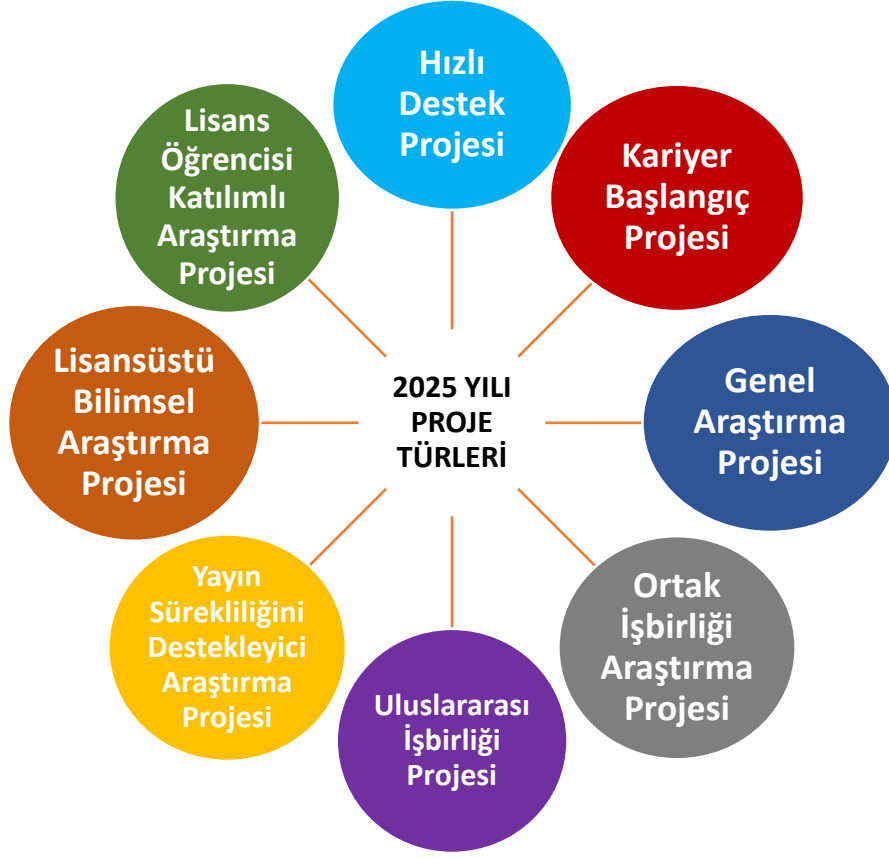 Hızlı
Destek
Projesi
Kariyer
Başlangıç
Projesi
Genel
Araştırma
Projesi
Ortak
İşbirliği
Araştırma
Projesi
Uluslararası
İşbirliği
Projesi
Yayın
Sürekliliğini
Destekleyici
Araştırma
Projesi
Lisansüstü
Bilimsel
Araştırma
Projesi
Lisans
Öğrencisi
Katılımlı
Araştırma
Projesi
2025 YILI
PROJE
TÜRLERİ